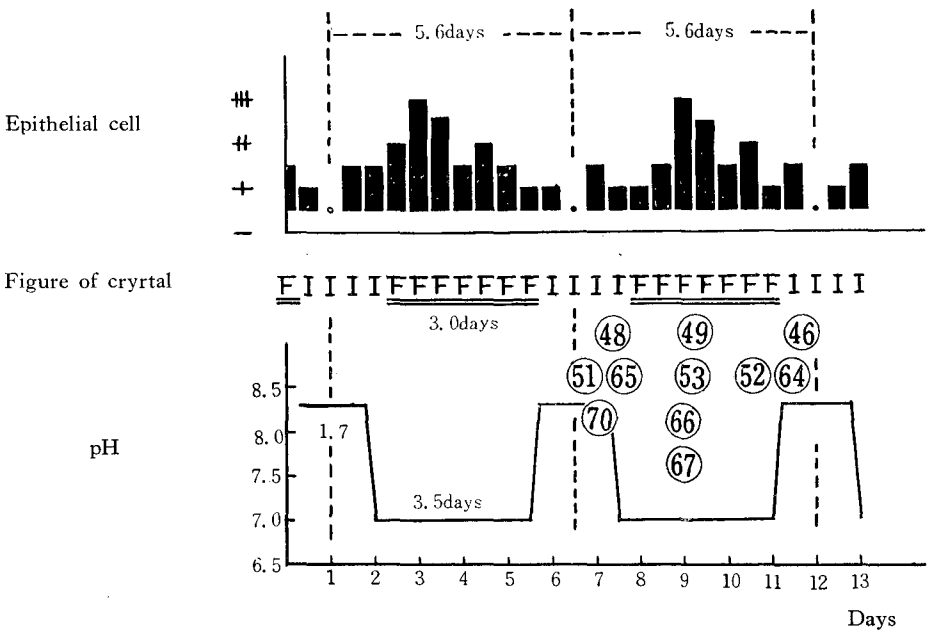 5.6days 5.6days
Epithelial cell
卌
‡
+
−
Figure of cryrtal F I I I I F F F F F F F I I I I F F F F F F F I I I I
3.0days
48 49 46
51 65 53 52 64
70 66
67
pH
8.5
8.0
7.5
7.0
6.5
1.7
3.5days
1 2 3 4 5 6 7 8 9 10 11 12 13
Days